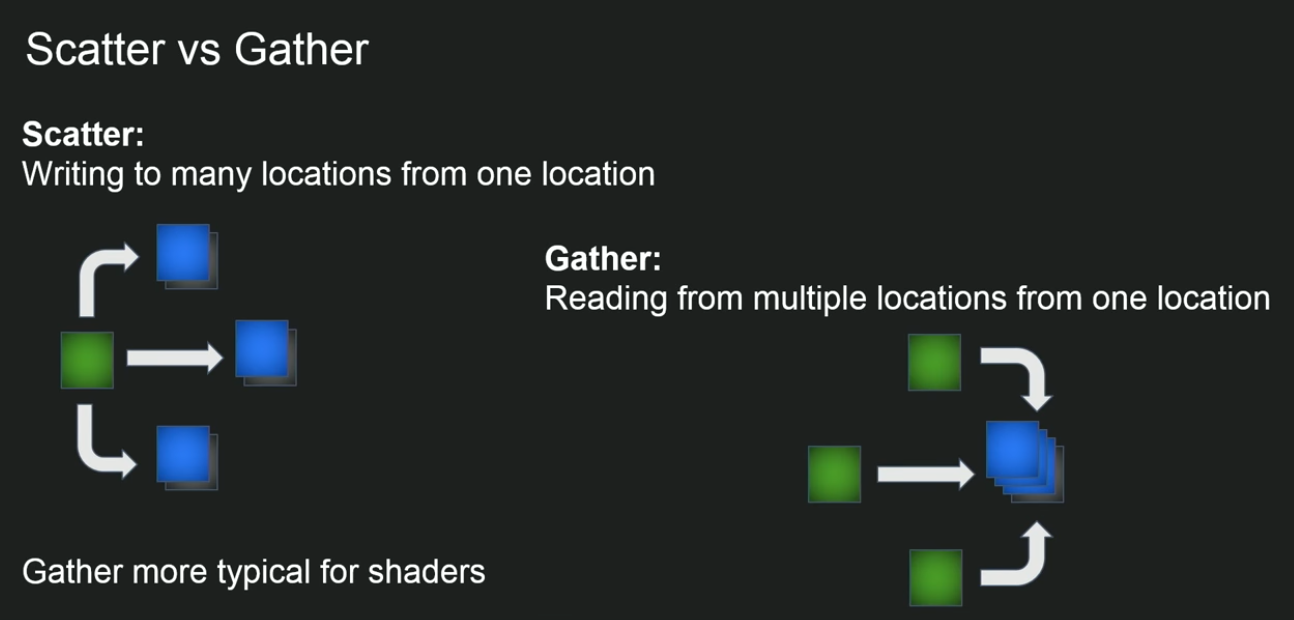 Scatter vs Gather
Scatter:
Writing to many locations from one location
Gather:
Reading from multiple locations from one location
Gather more typical for shaders